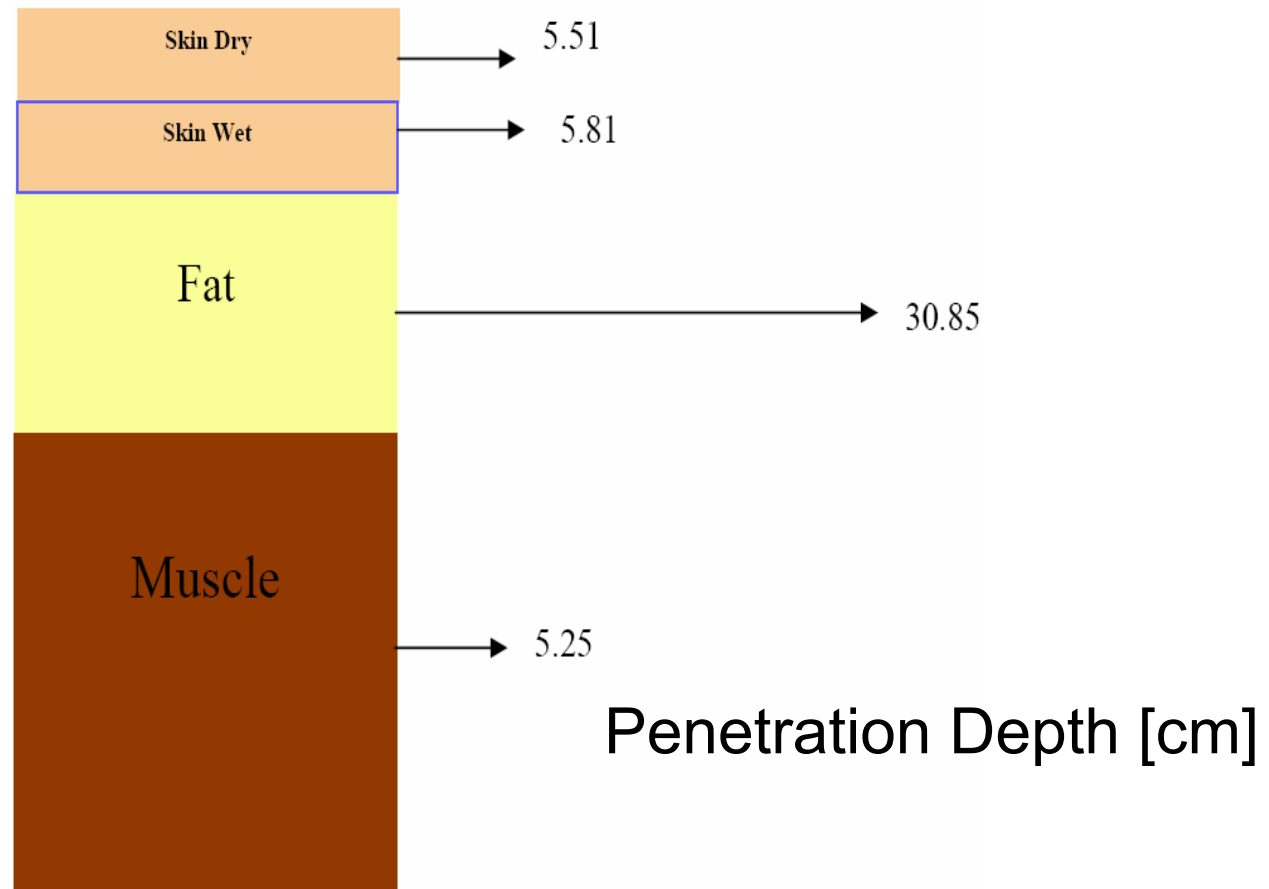 Skin Dry
5.51
Skin Wet
5.81
Fat
30.85
Muscle
5.25
Penetration Depth [cm]